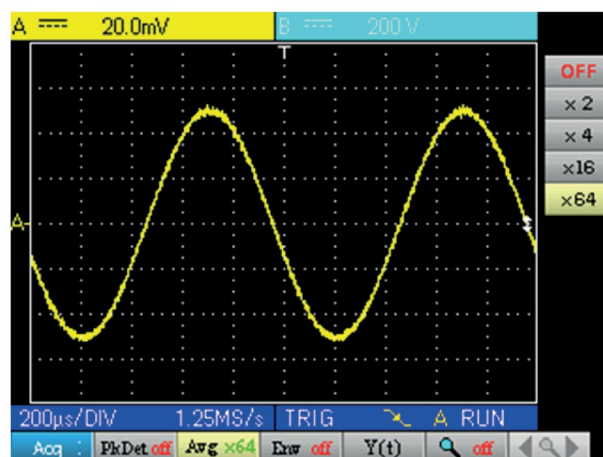 A 20.0mV B 200 V
T
OFF
× 2
× 4
×16
×64
A
200µs/DIV 1.25MS/s TRIG A RUN
Acq : PkDet off Avg ×64 Env off Y(t) off